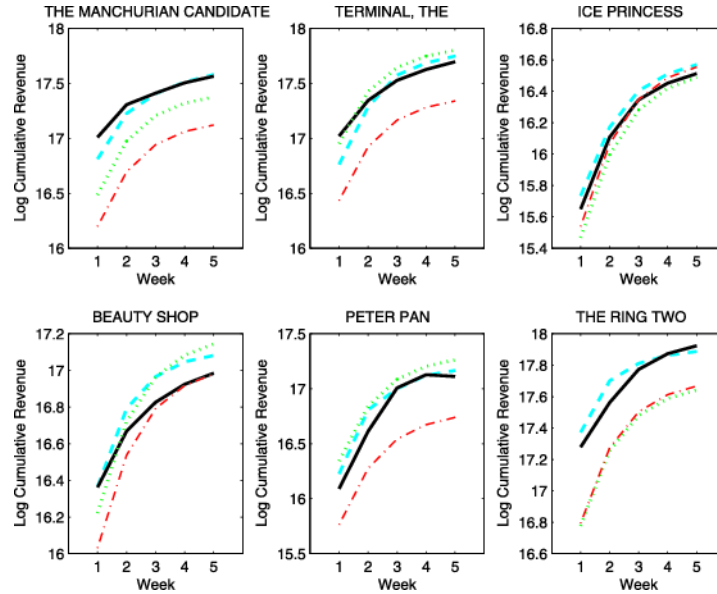 THE MANCHURIAN CANDIDATE
18
17.5
17
16.5
16
Log Cumulative Revenue
1 2 3 4 5
Week
TERMINAL, THE
18
17.5
17
16.5
16
Log Cumulative Revenue
1 2 3 4 5
Week
ICE PRINCESS
16.8
16.6
16.4
16.2
16
15.8
15.6
15.4
Log Cumulative Revenue
1 2 3 4 5
Week
BEAUTY SHOP
17.2
17
16.8
16.6
16.4
16.2
16
Log Cumulative Revenue
1 2 3 4 5
Week
PETER PAN
17.5
17
16.5
16
15.5
Log Cumulative Revenue
1 2 3 4 5
Week
THE RING TWO
18
17.8
17.6
17.4
17.2
17
16.8
16.6
Log Cumulative Revenue
1 2 3 4 5
Week